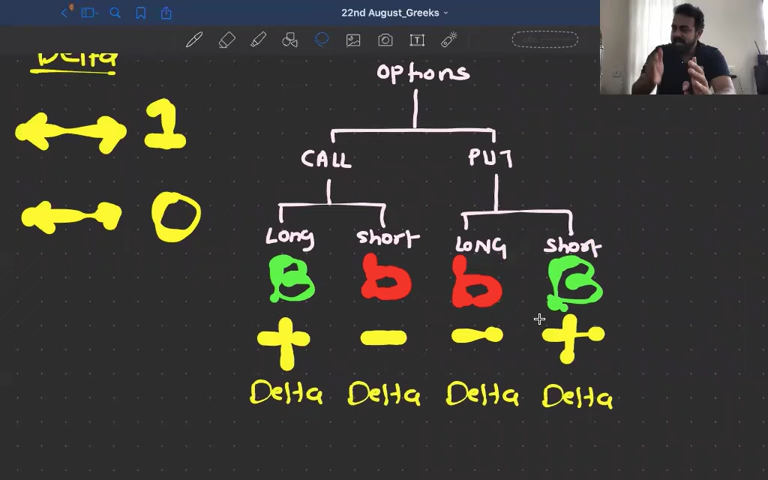 22nd August_Greeks
Delta
1
0
options
CALL PUT
Long short LONG short
B b b B
+ − − +
Delta Delta Delta Delta